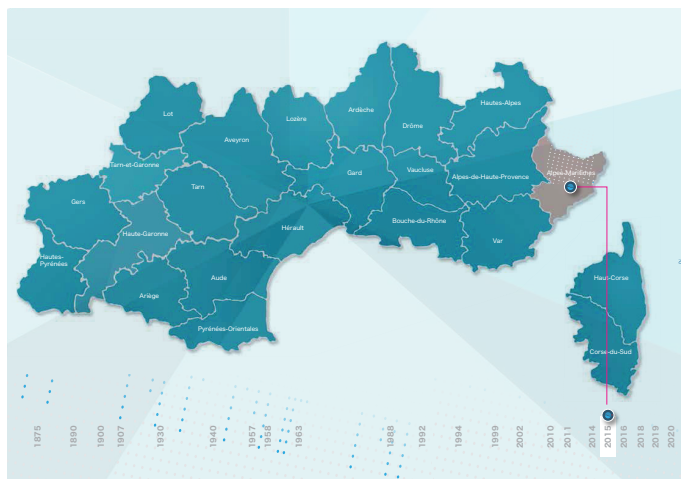 Lot
Aveyron
Lozère
Ardèche
Drôme
Hautes-Alpes
Tarn-et-Garonne
Tarn
Gard
Vaucluse
Alpes-de-Haute-Provence
Alpes-Maritimes
Gers
Haute-Garonne
Hérault
Bouche-du-Rhône
Var
Hautes-
Pyrénées
Ariège
Aude
Pyrénées-Orientales
Haut-Corse
Corse-du-Sud
1875
1890
1900
1907
1930
1940
1957
1958
1963
1988
1992
1994
1999
2002
2010
2011
2014
2015
2016
2018
2019
2020